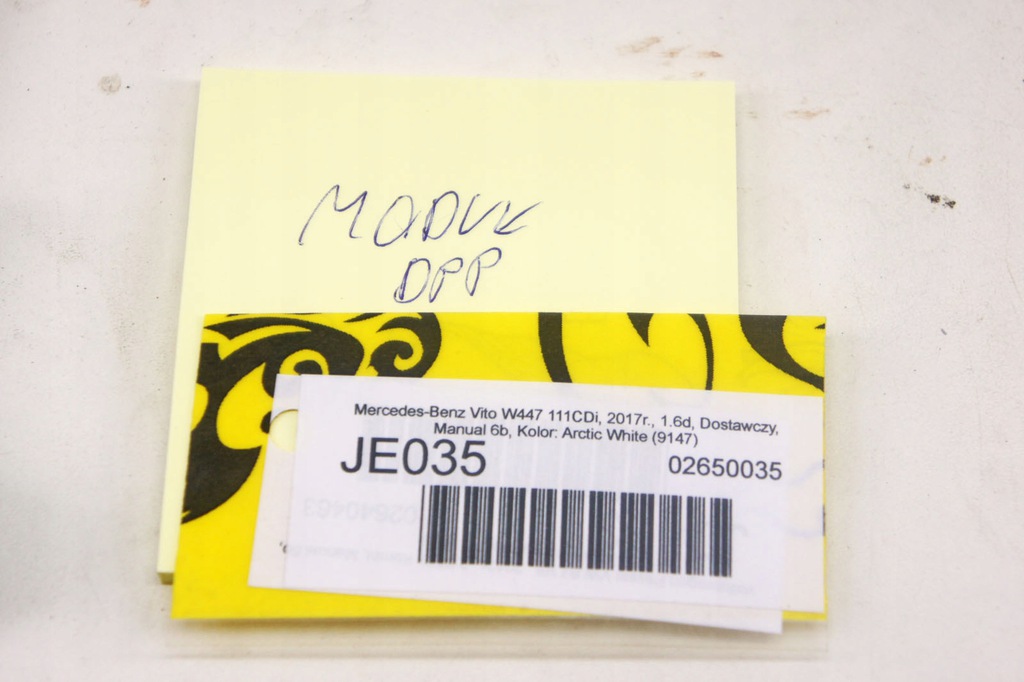 MODUŁ
DPP
Mercedes-Benz Vito W447 111CDi, 2017r., 1.6d, Dostawczy,
Manual 6b, Kolor: Arctic White (9147)
JE035 02650035